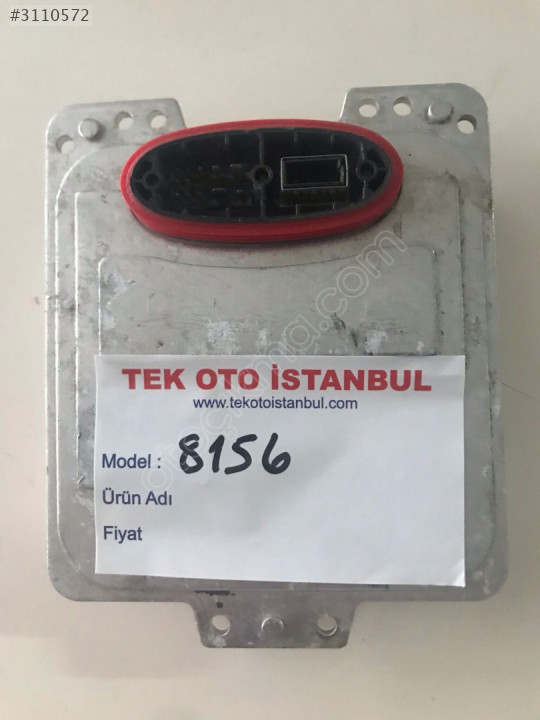 #3110572
TEK OTO İSTANBUL
www.tekotoistanbul.com
Model : 8156
Ürün Adı
Fiyat